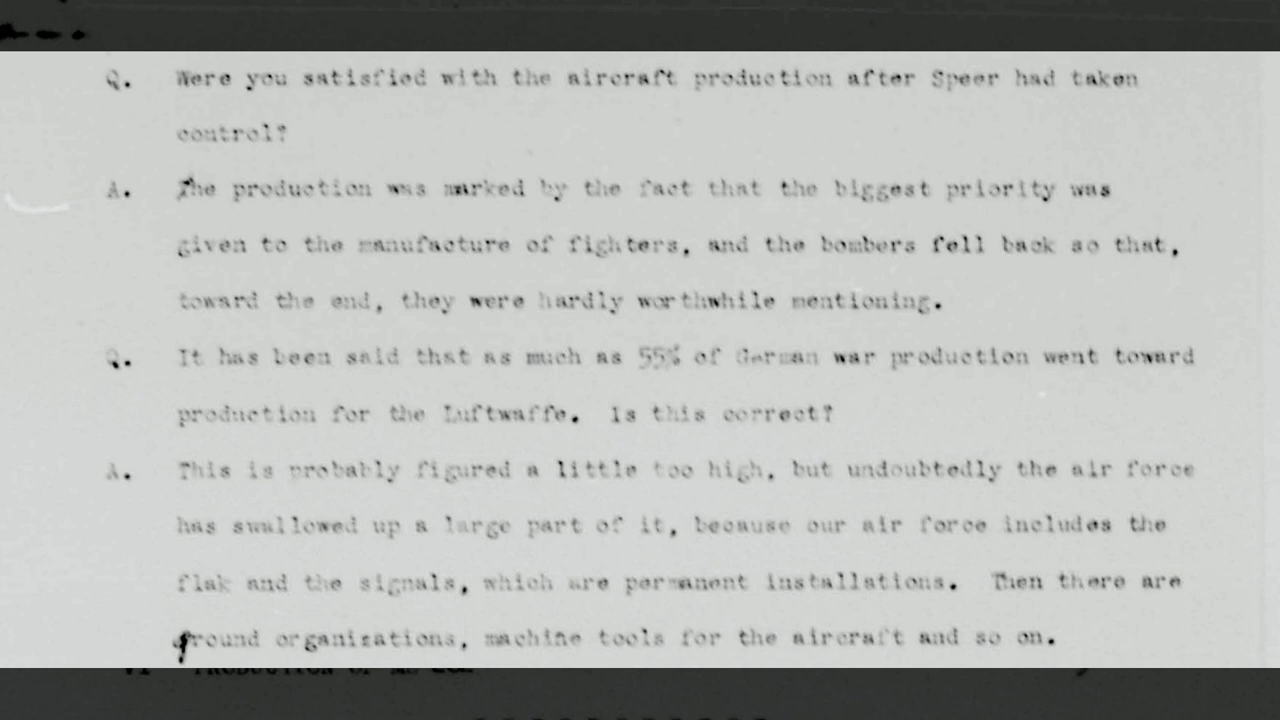 Q. Were you satisfied with the aircraft production after Speer had taken
control?
A. The production was marked by the fact that the biggest priority was
given to the manufacture of fighters, and the bombers fell back so that,
toward the end, they were hardly worthwhile mentioning.
Q. It has been said that as much as 55% of German war production went toward
production for the Luftwaffe. Is this correct?
A. This is probably figured a little too high, but undoubtedly the air force
has swallowed up a large part of it, because our air force includes the
flak and the signals, which are permanent installations. Then there are
ground organizations, machine tools for the aircraft and so on.
PRODUCTION OF